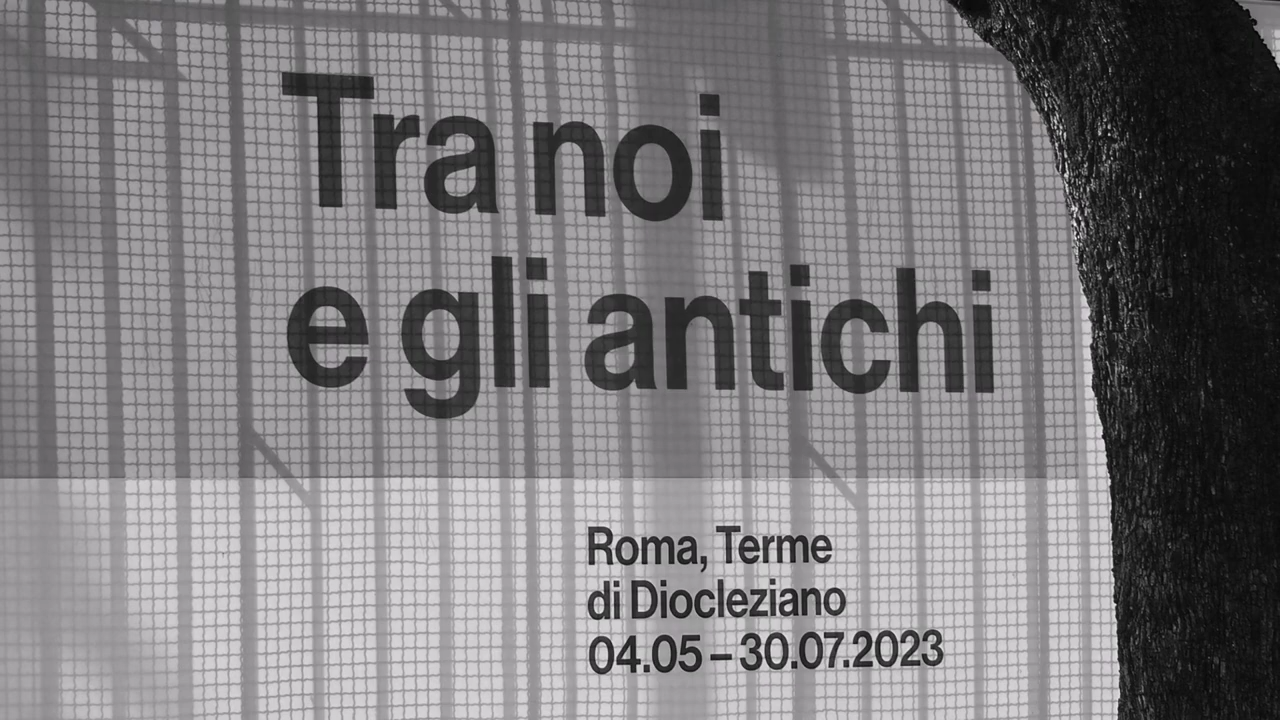 Tra noi
e gli antichi
Roma, Terme
di Diocleziano
04.05 – 30.07.2023